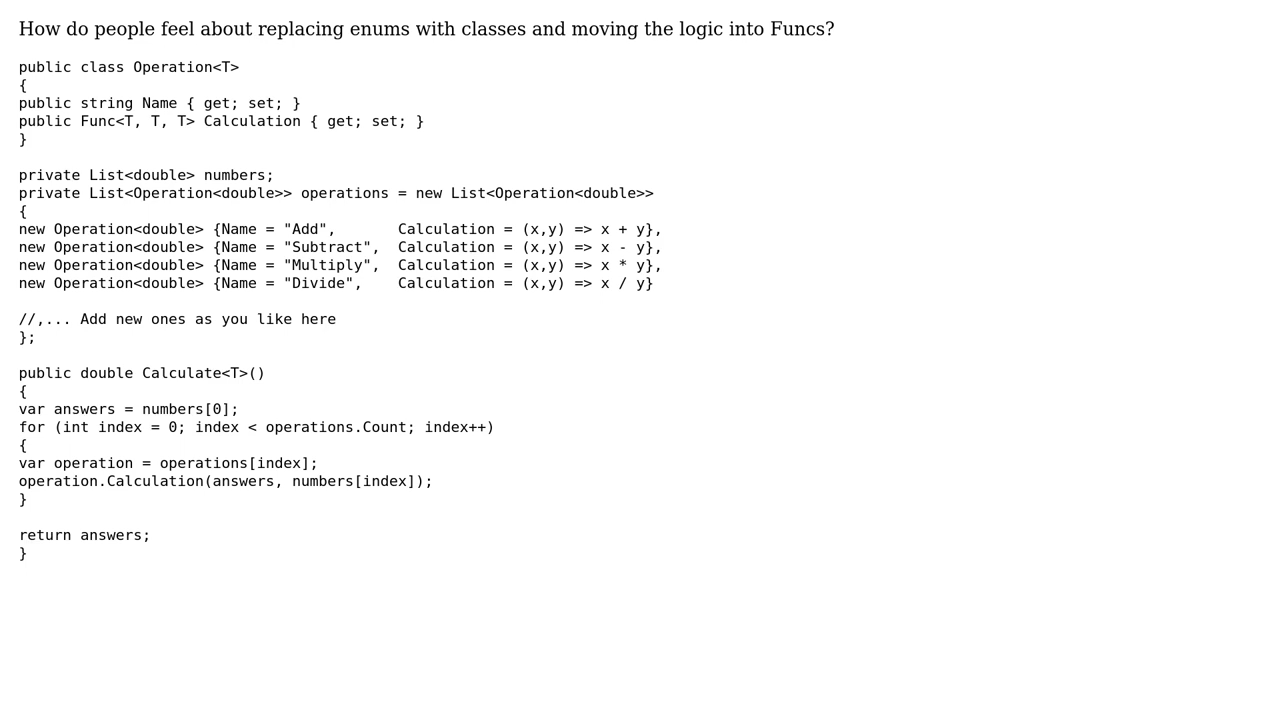 How do people feel about replacing enums with classes and moving the logic into Funcs?
public class Operation<T>
{
public string Name { get; set; }
public Func<T, T, T> Calculation { get; set; }
}
private List<double> numbers;
private List<Operation<double>> operations = new List<Operation<double>>
{
new Operation<double> {Name = "Add",       Calculation = (x,y) => x + y},
new Operation<double> {Name = "Subtract",  Calculation = (x,y) => x - y},
new Operation<double> {Name = "Multiply",  Calculation = (x,y) => x * y},
new Operation<double> {Name = "Divide",    Calculation = (x,y) => x / y}
//,... Add new ones as you like here
};
public double Calculate<T>()
{
var answers = numbers[0];
for (int index = 0; index < operations.Count; index++)
{
var operation = operations[index];
operation.Calculation(answers, numbers[index]);
}
return answers;
}